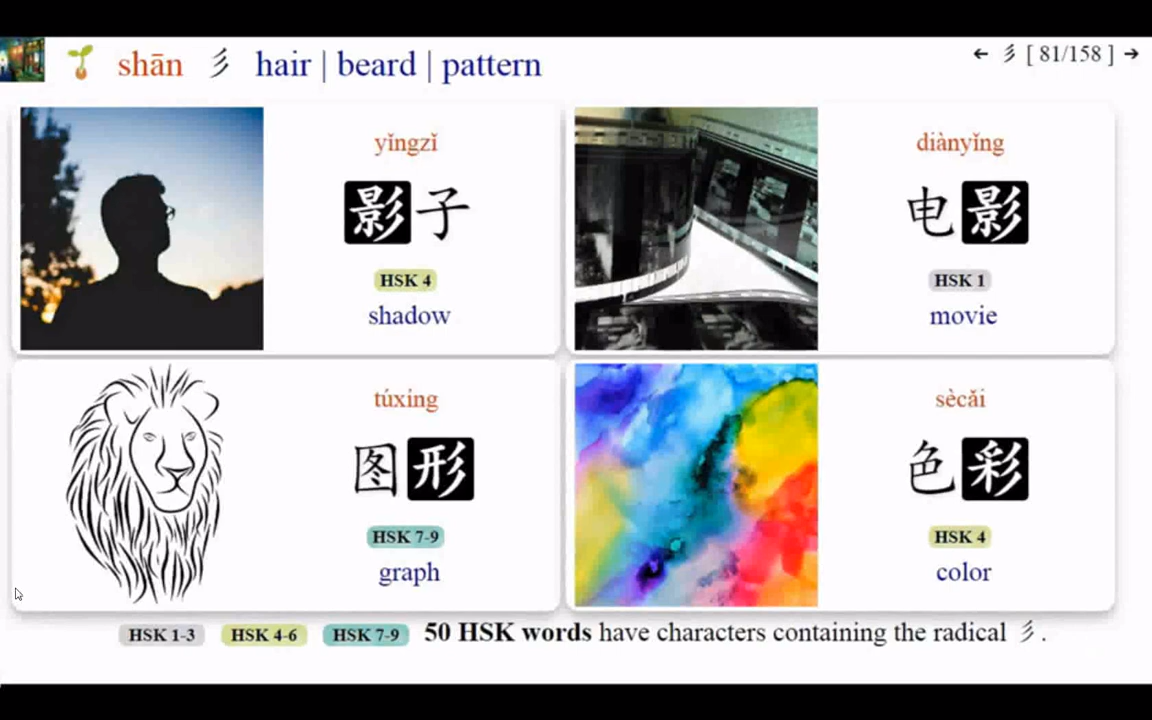 shān 彡 hair | beard | pattern
← 彡 [ 81/158 ] →
yǐngzǐ
影子
HSK 4
shadow
diànyǐng
电影
HSK 1
movie
túxíng
图形
HSK 7-9
graph
sècǎi
色彩
HSK 4
color
HSK 1-3 HSK 4-6 HSK 7-9 50 HSK words have characters containing the radical 彡.